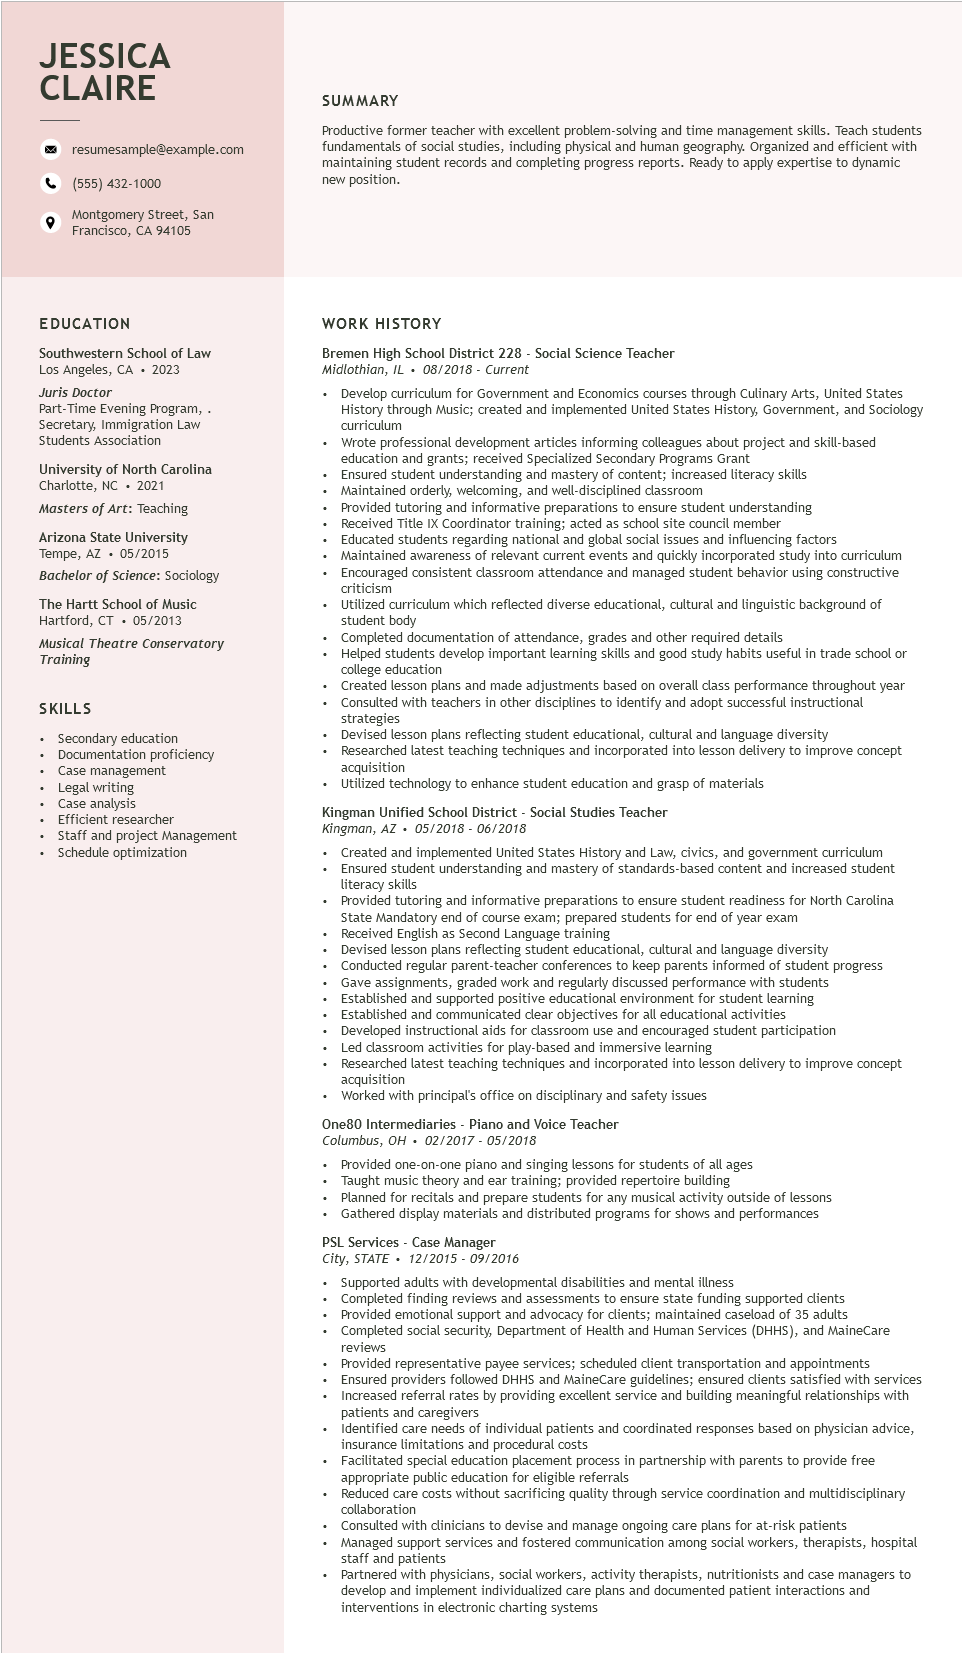 JESSICA
CLAIRE
resumesample@example.com
(555) 432-1000
Montgomery Street, San
Francisco, CA 94105
SUMMARY
Productive former teacher with excellent problem-solving and time management skills. Teach students
fundamentals of social studies, including physical and human geography. Organized and efficient with
maintaining student records and completing progress reports. Ready to apply expertise to dynamic
new position.
EDUCATION
Southwestern School of Law
Los Angeles, CA • 2023
Juris Doctor
Part-Time Evening Program, .
Secretary, Immigration Law
Students Association
University of North Carolina
Charlotte, NC • 2021
Masters of Art: Teaching
Arizona State University
Tempe, AZ • 05/2015
Bachelor of Science: Sociology
The Hartt School of Music
Hartford, CT • 05/2013
Musical Theatre Conservatory
Training
SKILLS
• Secondary education
• Documentation proficiency
• Case management
• Legal writing
• Case analysis
• Efficient researcher
• Staff and project Management
• Schedule optimization
WORK HISTORY
Bremen High School District 228 - Social Science Teacher
Midlothian, IL • 08/2018 - Current
• Develop curriculum for Government and Economics courses through Culinary Arts, United States
History through Music; created and implemented United States History, Government, and Sociology
curriculum
• Wrote professional development articles informing colleagues about project and skill-based
education and grants; received Specialized Secondary Programs Grant
• Ensured student understanding and mastery of content; increased literacy skills
• Maintained orderly, welcoming, and well-disciplined classroom
• Provided tutoring and informative preparations to ensure student understanding
• Received Title IX Coordinator training; acted as school site council member
• Educated students regarding national and global social issues and influencing factors
• Maintained awareness of relevant current events and quickly incorporated study into curriculum
• Encouraged consistent classroom attendance and managed student behavior using constructive
criticism
• Utilized curriculum which reflected diverse educational, cultural and linguistic background of
student body
• Completed documentation of attendance, grades and other required details
• Helped students develop important learning skills and good study habits useful in trade school or
college education
• Created lesson plans and made adjustments based on overall class performance throughout year
• Consulted with teachers in other disciplines to identify and adopt successful instructional
strategies
• Devised lesson plans reflecting student educational, cultural and language diversity
• Researched latest teaching techniques and incorporated into lesson delivery to improve concept
acquisition
• Utilized technology to enhance student education and grasp of materials
Kingman Unified School District - Social Studies Teacher
Kingman, AZ • 05/2018 - 06/2018
• Created and implemented United States History and Law, civics, and government curriculum
• Ensured student understanding and mastery of standards-based content and increased student
literacy skills
• Provided tutoring and informative preparations to ensure student readiness for North Carolina
State Mandatory end of course exam; prepared students for end of year exam
• Received English as Second Language training
• Devised lesson plans reflecting student educational, cultural and language diversity
• Conducted regular parent-teacher conferences to keep parents informed of student progress
• Gave assignments, graded work and regularly discussed performance with students
• Established and supported positive educational environment for student learning
• Established and communicated clear objectives for all educational activities
• Developed instructional aids for classroom use and encouraged student participation
• Led classroom activities for play-based and immersive learning
• Researched latest teaching techniques and incorporated into lesson delivery to improve concept
acquisition
• Worked with principal's office on disciplinary and safety issues
One80 Intermediaries - Piano and Voice Teacher
Columbus, OH • 02/2017 - 05/2018
• Provided one-on-one piano and singing lessons for students of all ages
• Taught music theory and ear training; provided repertoire building
• Planned for recitals and prepare students for any musical activity outside of lessons
• Gathered display materials and distributed programs for shows and performances
PSL Services - Case Manager
City, STATE • 12/2015 - 09/2016
• Supported adults with developmental disabilities and mental illness
• Completed finding reviews and assessments to ensure state funding supported clients
• Provided emotional support and advocacy for clients; maintained caseload of 35 adults
• Completed social security, Department of Health and Human Services (DHHS), and MaineCare
reviews
• Provided representative payee services; scheduled client transportation and appointments
• Ensured providers followed DHHS and MaineCare guidelines; ensured clients satisfied with services
• Increased referral rates by providing excellent service and building meaningful relationships with
patients and caregivers
• Identified care needs of individual patients and coordinated responses based on physician advice,
insurance limitations and procedural costs
• Facilitated special education placement process in partnership with parents to provide free
appropriate public education for eligible referrals
• Reduced care costs without sacrificing quality through service coordination and multidisciplinary
collaboration
• Consulted with clinicians to devise and manage ongoing care plans for at-risk patients
• Managed support services and fostered communication among social workers, therapists, hospital
staff and patients
• Partnered with physicians, social workers, activity therapists, nutritionists and case managers to
develop and implement individualized care plans and documented patient interactions and
interventions in electronic charting systems